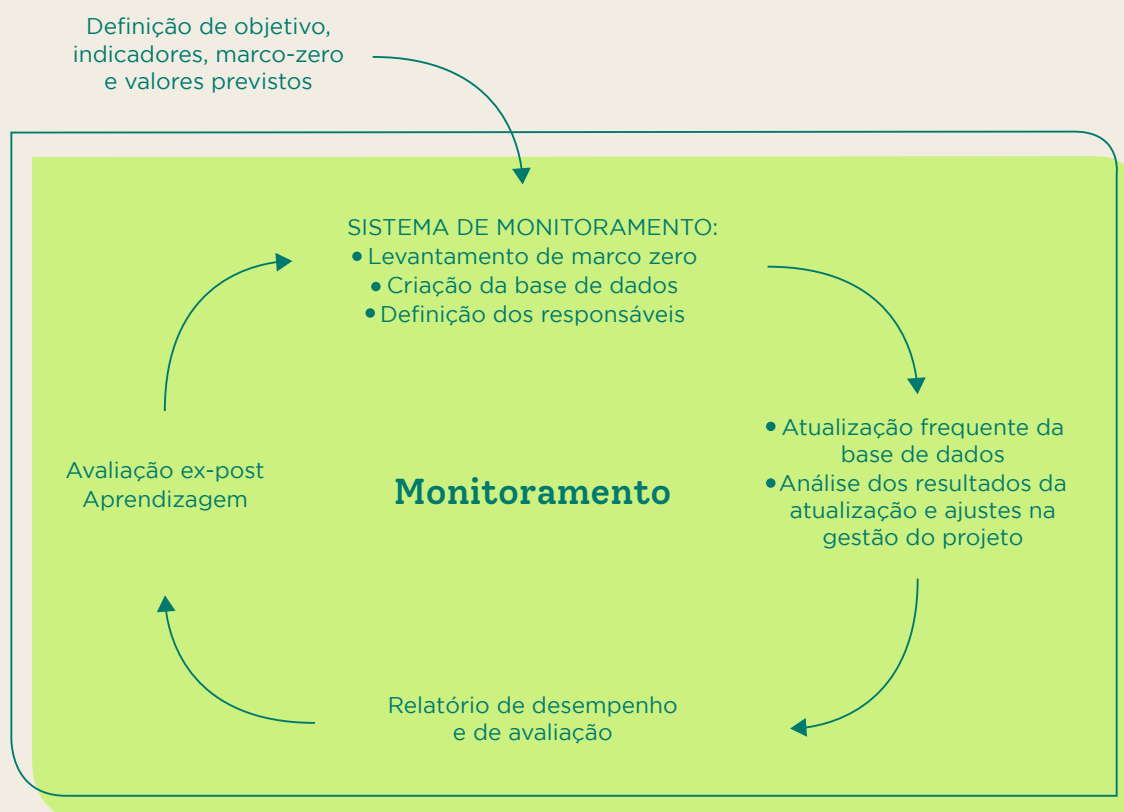 Definição de objetivo,
indicadores, marco-zero
e valores previstos
SISTEMA DE MONITORAMENTO:
• Levantamento de marco zero
• Criação da base de dados
• Definição dos responsáveis
• Atualização frequente da
base de dados
• Análise dos resultados da
atualização e ajustes na
gestão do projeto
Avaliação ex-post
Aprendizagem
Monitoramento
Relatório de desempenho
e de avaliação